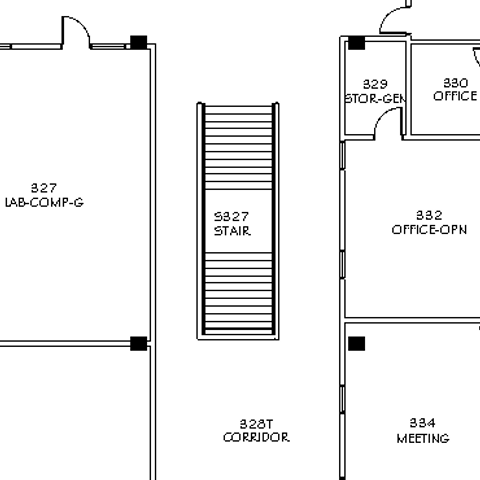 329
STOR-GEN
330
OFFICE
327
LAB-COMP-G
S327
STAIR
332
OFFICE-OPN
328T
CORRIDOR
334
MEETING